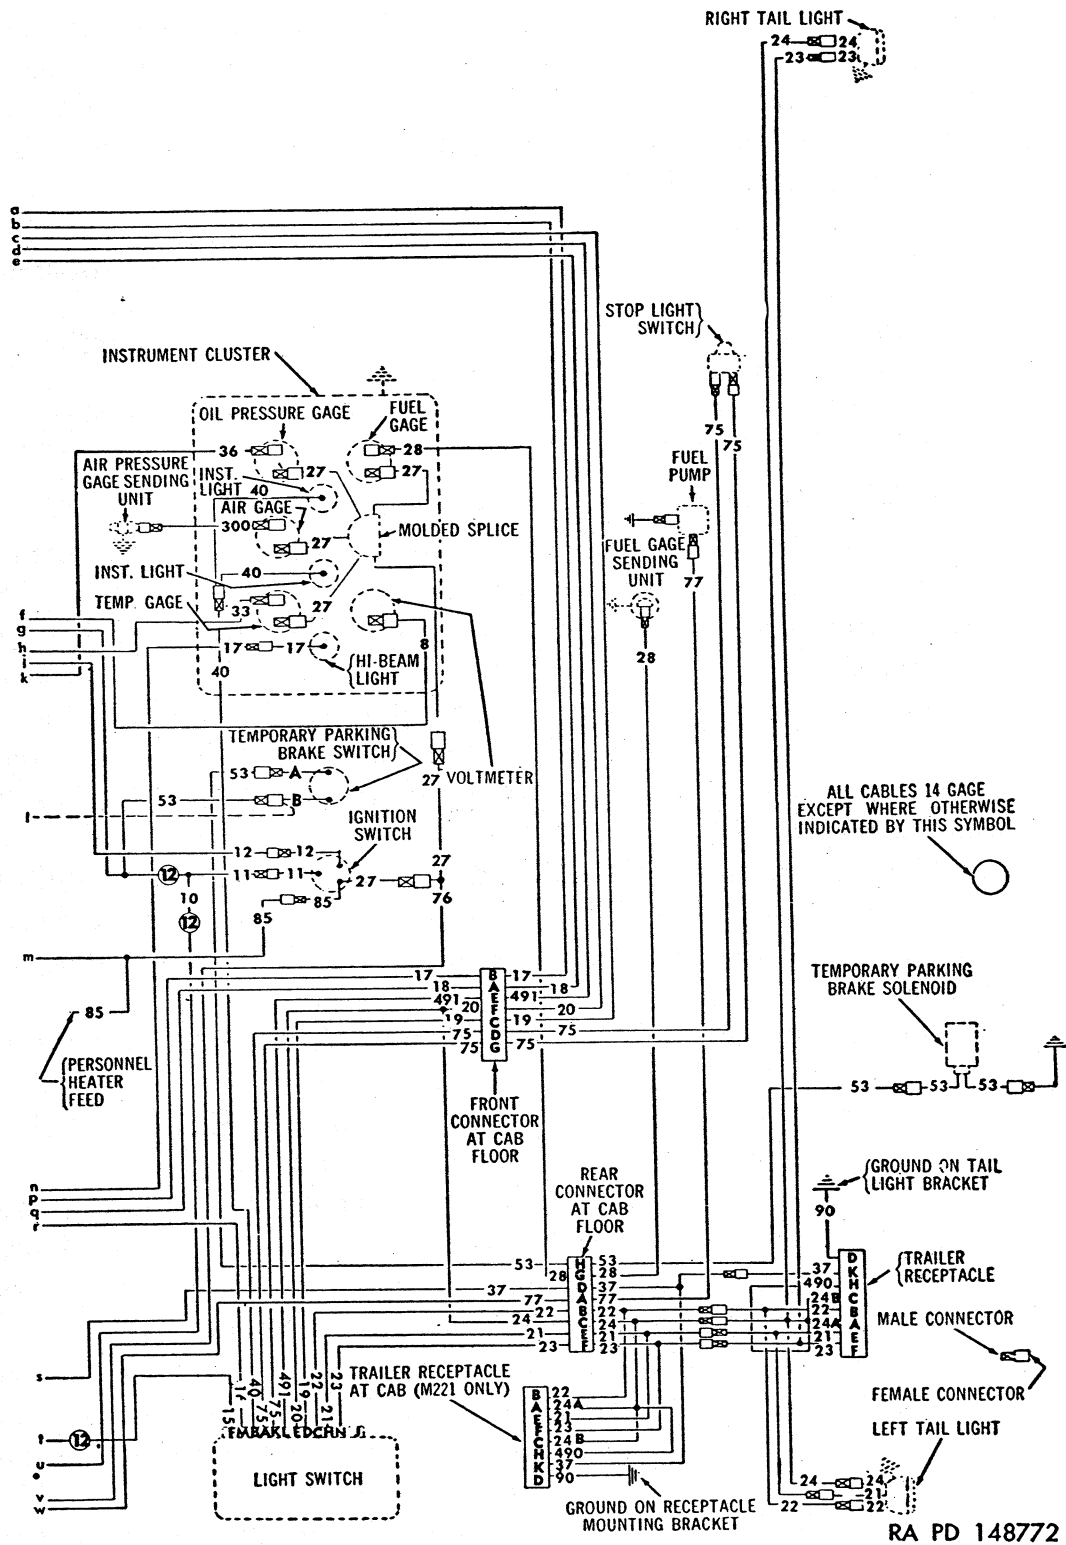 RIGHT TAIL LIGHT
24 24
23 23
a
b
c
d
e
STOP LIGHT
SWITCH
INSTRUMENT CLUSTER
OIL PRESSURE GAGE
FUEL
GAGE
36
28
75
75
27
27
AIR PRESSURE
GAGE SENDING
UNIT
INST.
LIGHT
40
FUEL
PUMP
AIR GAGE
300
27
MOLDED SPLICE
FUEL GAGE
SENDING
UNIT
77
INST. LIGHT
40
TEMP. GAGE
33
27
f
g
h
k
17 17
8
28
40
HI-BEAM
LIGHT
TEMPORARY PARKING
BRAKE SWITCH
53 A
27
VOLTMETER
53 B
ALL CABLES 14 GAGE
EXCEPT WHERE OTHERWISE
INDICATED BY THIS SYMBOL
IGNITION
SWITCH
12 12
27
12
11 11
27
76
10
12
85
85
m
17 B 17
18 A 18
491 E 491
20 F 20
19 C 19
75 D 75
75 G 75
TEMPORARY PARKING
BRAKE SOLENOID
85
PERSONNEL
HEATER
FEED
53 53 53
FRONT
CONNECTOR
AT CAB
FLOOR
REAR
CONNECTOR
AT CAB
FLOOR
GROUND ON TAIL
LIGHT BRACKET
90
n
p
q
r
53 H 53
28 G 28
37 D 37
77 A 77
22 B 22
24 C 24
21 E 21
23 F 23
D
37 K
490 H
24B C
22 B
24A A
21 E
23 F
TRAILER
RECEPTACLE
MALE CONNECTOR
FEMALE CONNECTOR
s
TRAILER RECEPTACLE
AT CAB (M221 ONLY)
15
16
40
75
75
491
20
19
22
21
23
B 22
A 24A
E 21
F 23
C 24B
H 490
K 37
D 90
LEFT TAIL LIGHT
12
LIGHT SWITCH
u
v
w
24 24
21
22 22
GROUND ON RECEPTACLE
MOUNTING BRACKET
RA PD 148772